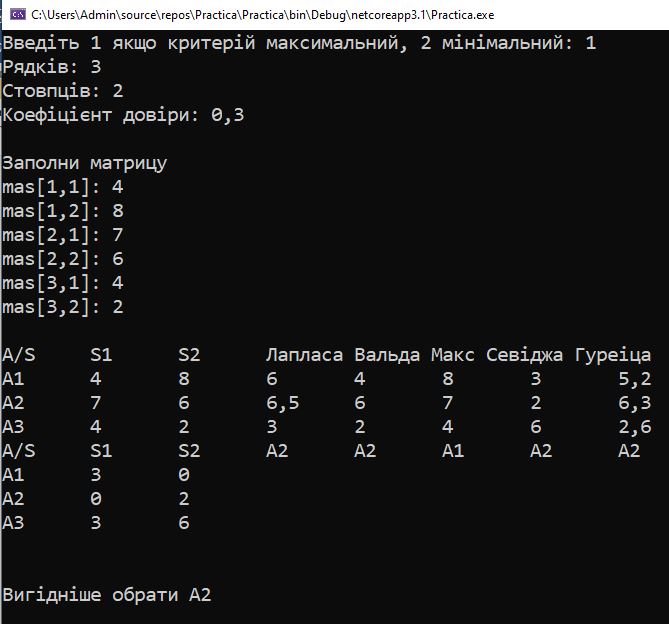 C:\Users\Admin\source\repos\Practica\Practica\bin\Debug\netcoreapp3.1\Practica.exe
Введіть 1 якщо критерій максимальний, 2 мінімальний: 1
Рядків: 3
Стовпців: 2
Коефіцієнт довіри: 0,3
Заполни матрицу
mas[1,1]: 4
mas[1,2]: 8
mas[2,1]: 7
mas[2,2]: 6
mas[3,1]: 4
mas[3,2]: 2
A/S S1 S2 Лапласа Вальда Макс Севіджа Гуреіца
A1 4 8 6 4 8 3 5,2
A2 7 6 6,5 6 7 2 6,3
A3 4 2 3 2 4 6 2,6
A/S S1 S2 A2 A2 A1 A2 A2
A1 3 0
A2 0 2
A3 3 6
Вигідніше обрати A2